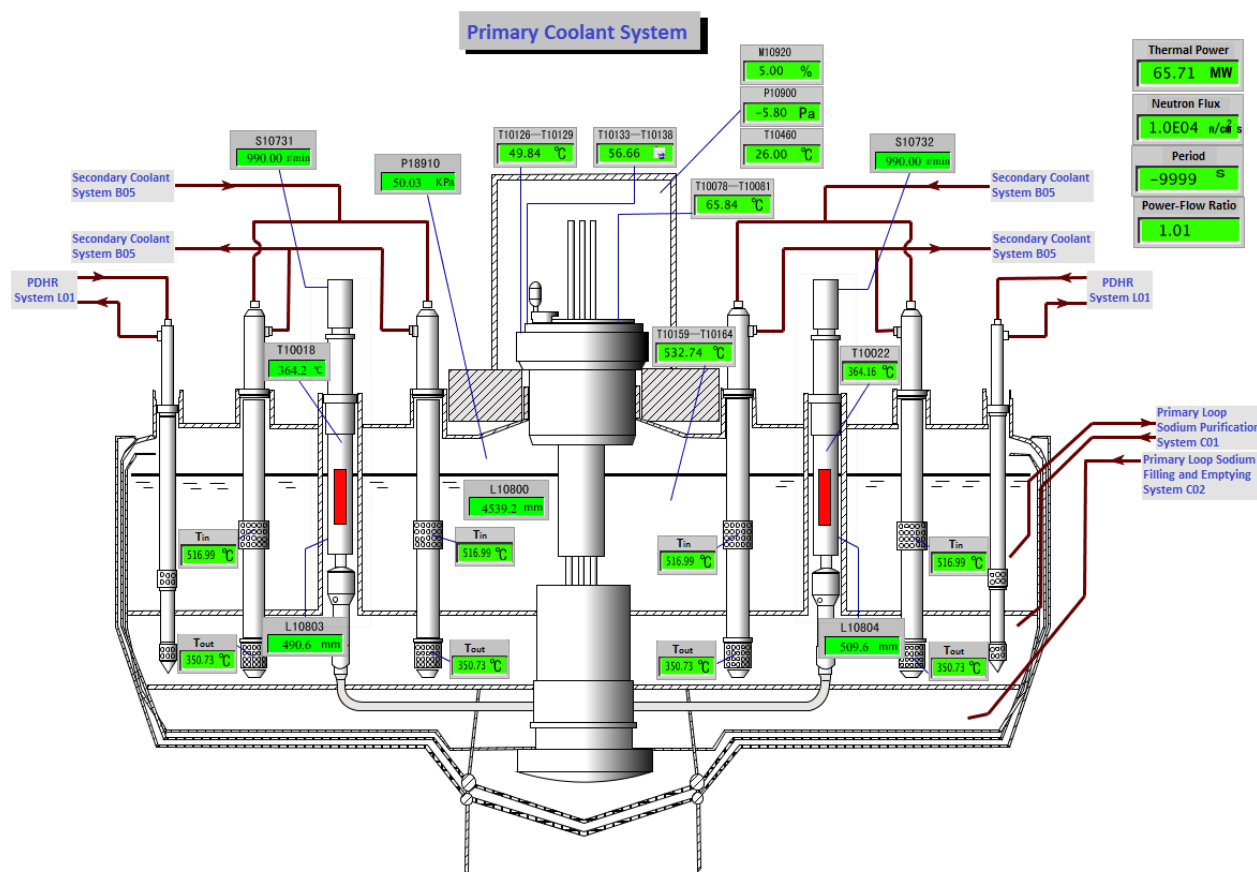 Primary Coolant System
M10920
5.00 %
P10900
-5.80 Pa
T10460
26.00 ℃
Thermal Power
65.71 MW
Neutron Flux
1.0E04 n/cm² s
Period
-9999 S
Power-Flow Ratio
1.01
S10731
990.00 r/min
P18910
50.03 KPa
T10126—T10129
49.84 ℃
T10133—T10138
56.66
T10078—T10081
65.84 ℃
S10732
990.00 r/min
Secondary Coolant
System B05
Secondary Coolant
System B05
PDHR
System L01
Secondary Coolant
System B05
Secondary Coolant
System B05
PDHR
System L01
T10018
364.2 ℃
T10159—T10164
532.74 ℃
T10022
364.16 ℃
Primary Loop
Sodium Purification
System C01
Primary Loop Sodium
Filling and Emptying
System C02
L10800
4539.2 mm
Tin
516.99 ℃
Tin
516.99 ℃
Tin
516.99 ℃
Tin
516.99 ℃
L10803
490.6 mm
L10804
509.6 mm
Tout
350.73 ℃
Tout
350.73 ℃
Tout
350.73 ℃
Tout
350.73 ℃